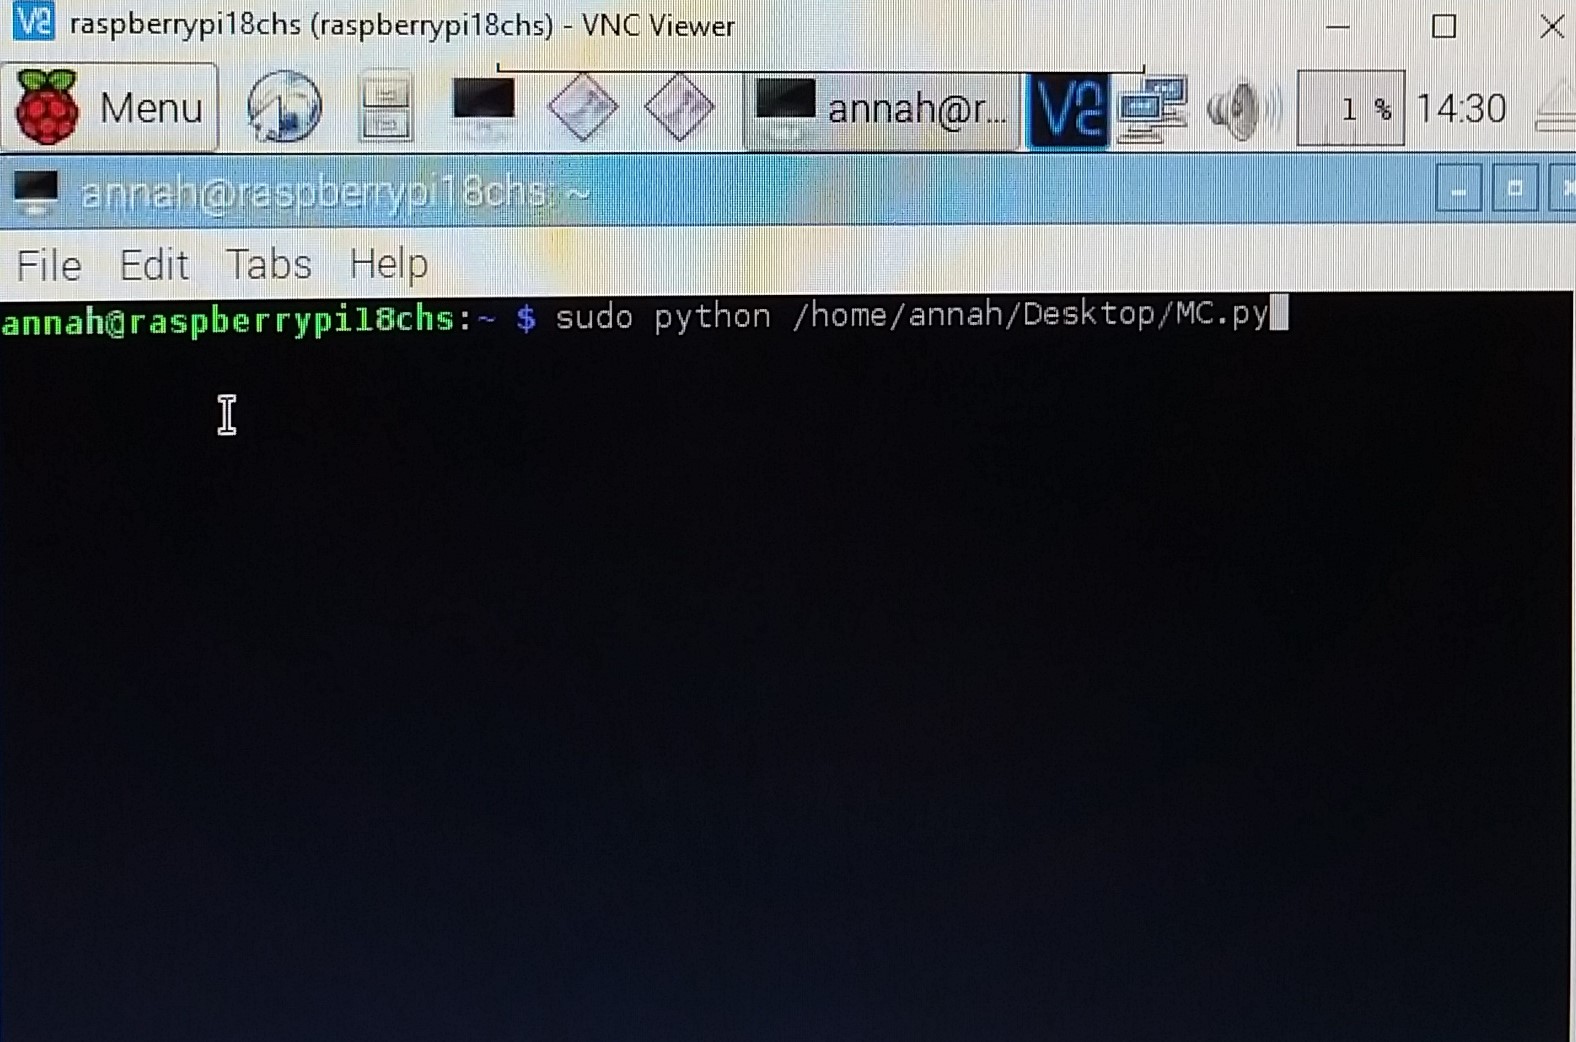 raspberrypi18chs (raspberrypi18chs) - VNC Viewer
Menu annah@r... 1 % 14:30
annah@raspberrypi18chs: ~
File Edit Tabs Help
annah@raspberrypi18chs:~ $ sudo python /home/annah/Desktop/MC.py